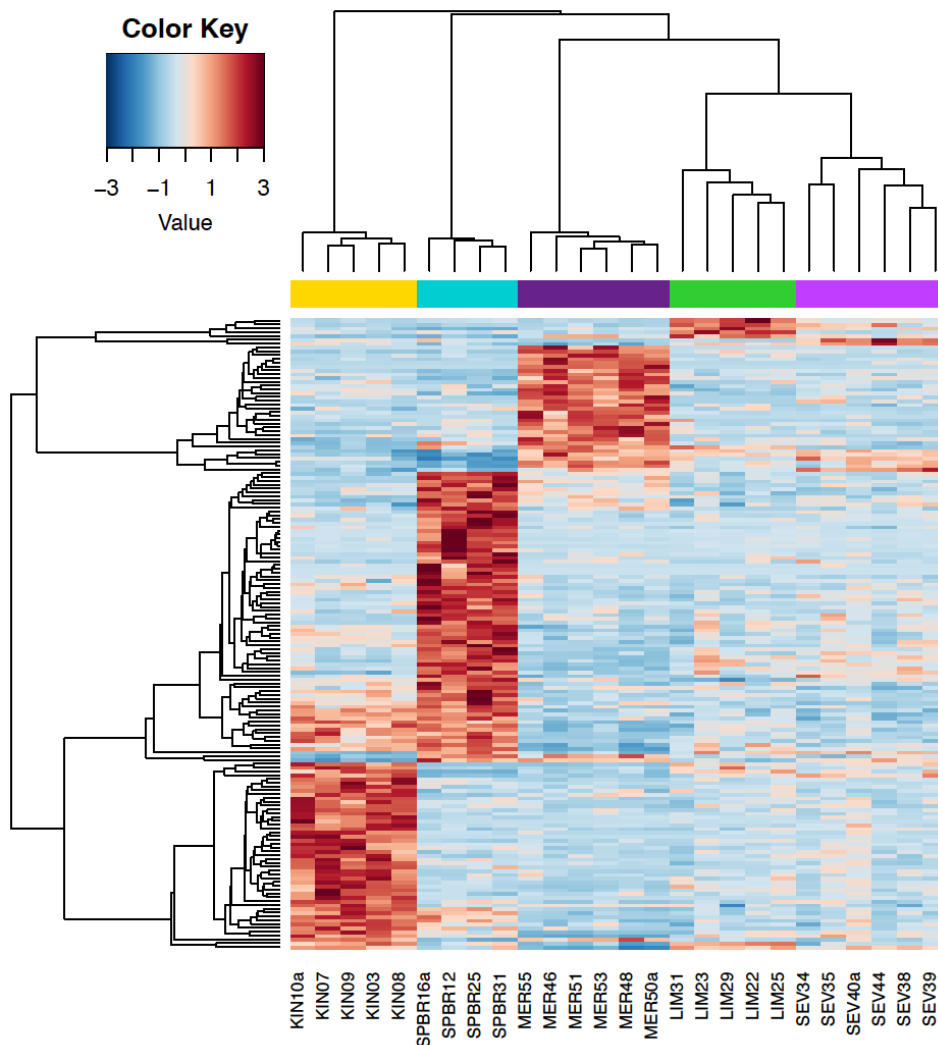 Color Key
−3 −1 1 3
Value
KIN10a
KIN07
KIN09
KIN03
KIN08
SPBR16a
SPBR12
SPBR25
SPBR31
MER55
MER46
MER51
MER53
MER48
MER50a
LIM31
LIM23
LIM29
LIM22
LIM25
SEV34
SEV35
SEV40a
SEV44
SEV38
SEV39